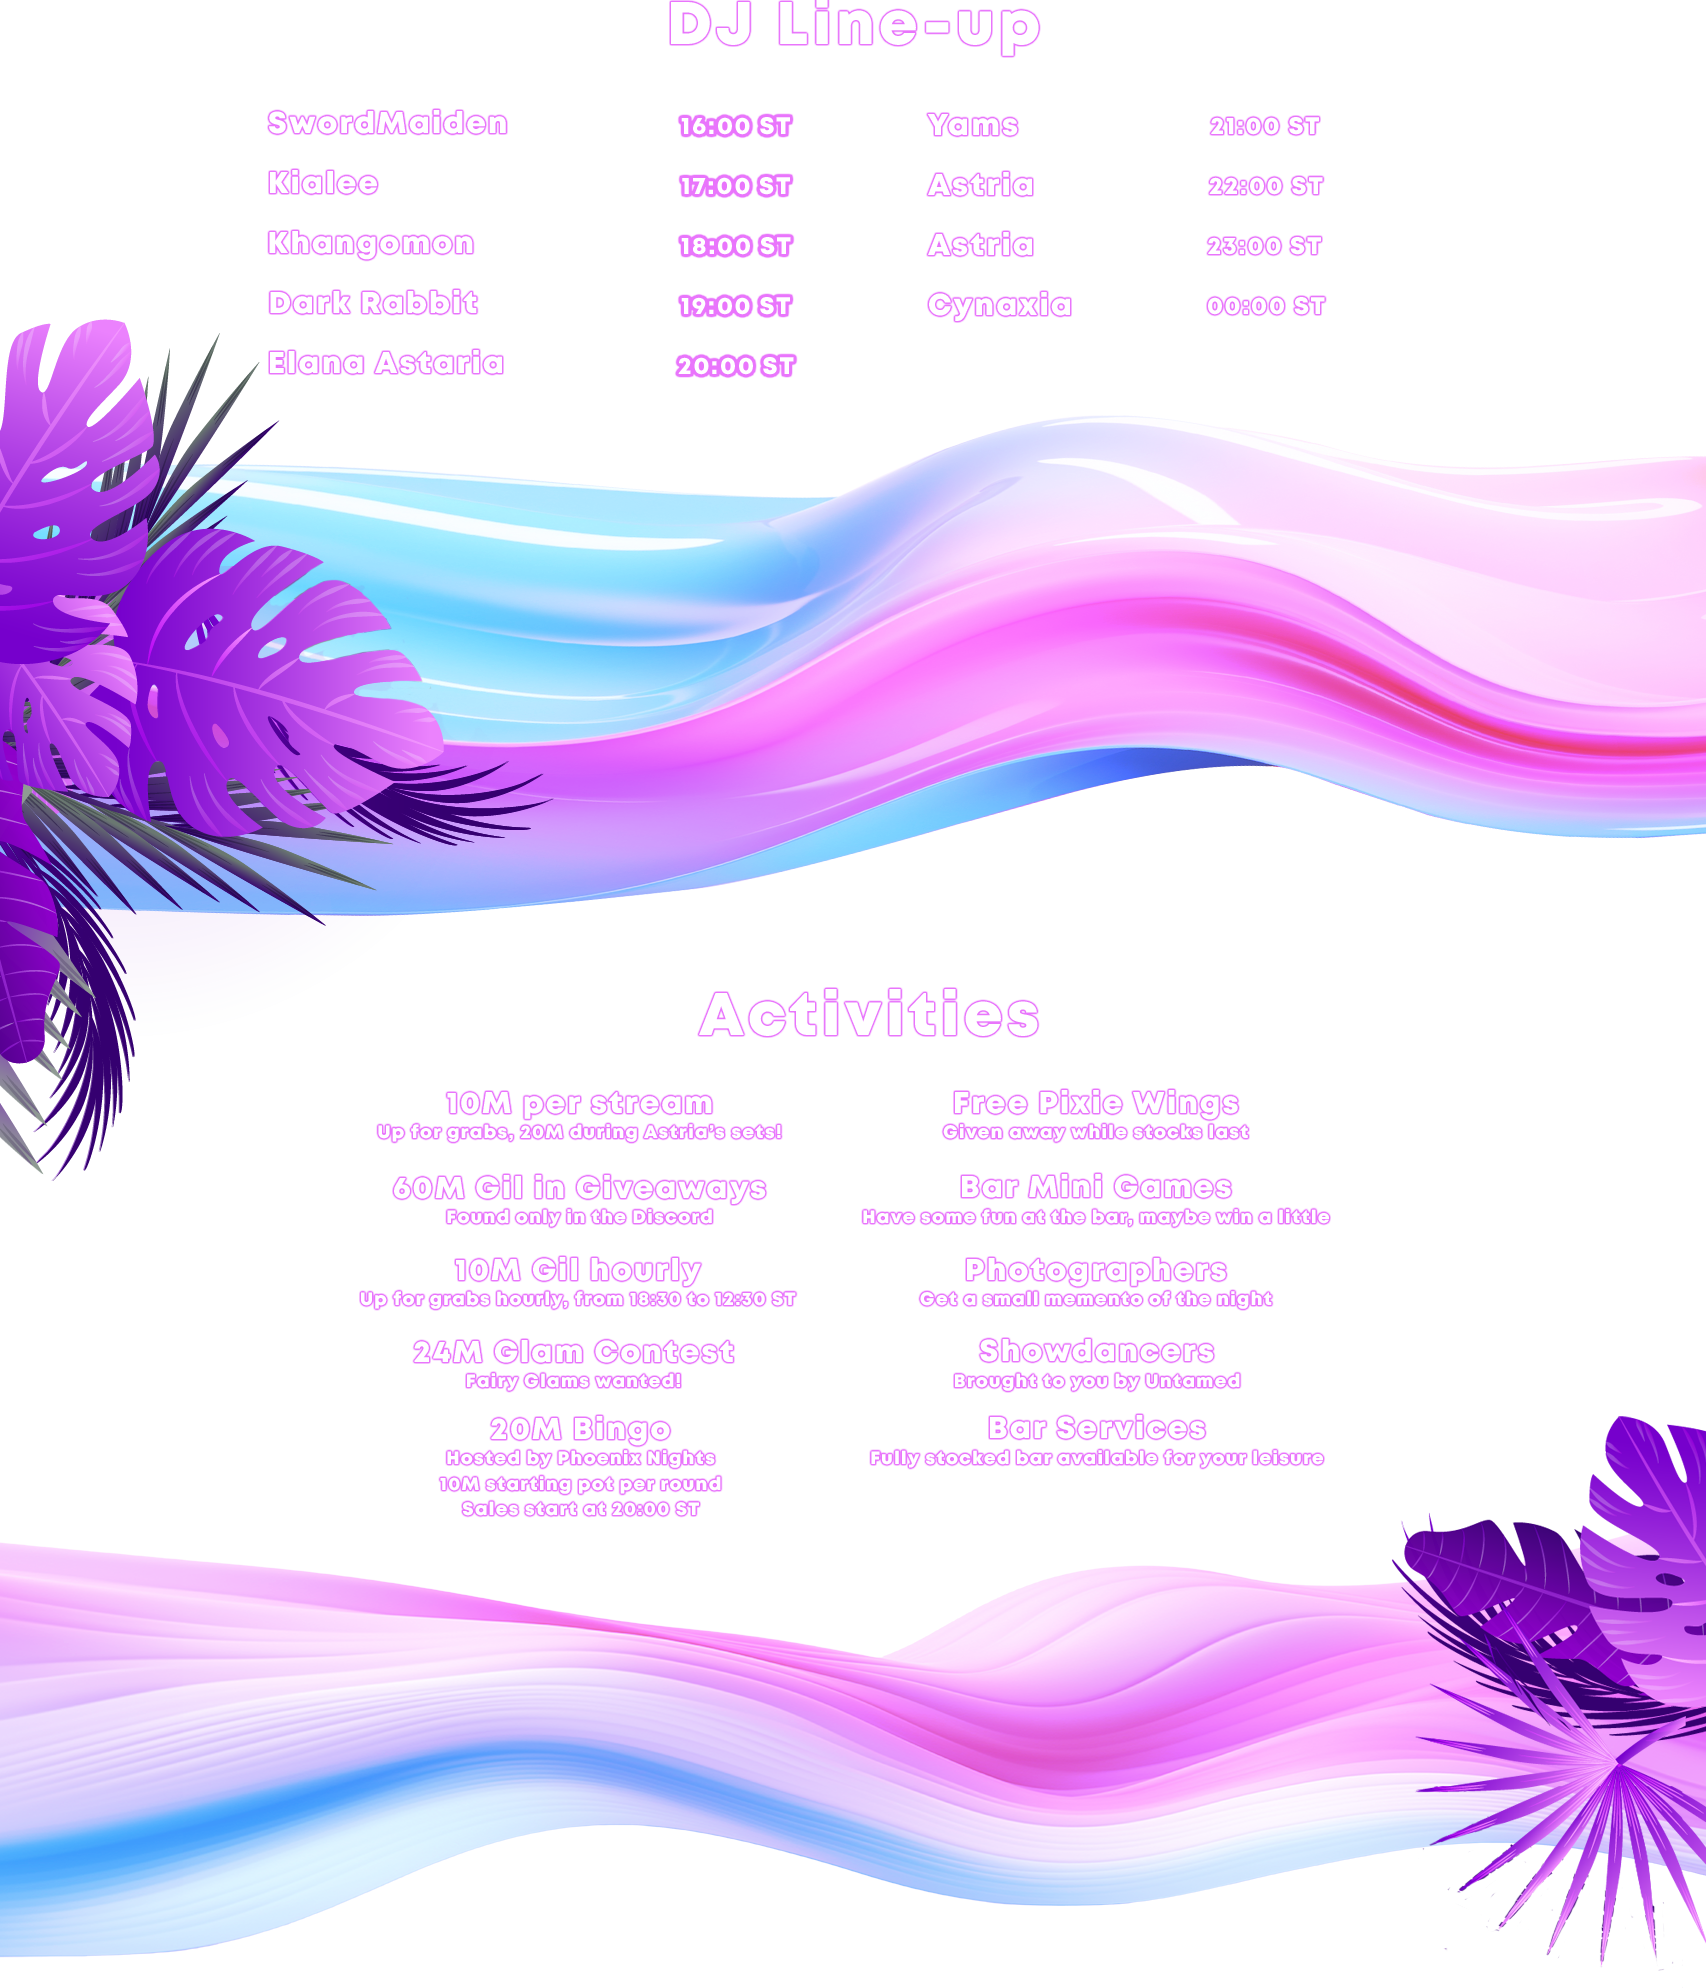 DJ Line-up
SwordMaiden 16:00 ST
Kialee 17:00 ST
Khangomon 18:00 ST
Dark Rabbit 19:00 ST
Elana Astaria 20:00 ST
Yams 21:00 ST
Astria 22:00 ST
Astria 23:00 ST
Cynaxia 00:00 ST
Activities
10M per stream
Up for grabs, 20M during Astria's sets!
60M Gil in Giveaways
Found only in the Discord
10M Gil hourly
Up for grabs hourly, from 18:30 to 12:30 ST
24M Glam Contest
Fairy Glams wanted!
20M Bingo
Hosted by Phoenix Nights
10M starting pot per round
Sales start at 20:00 ST
Free Pixie Wings
Given away while stocks last
Bar Mini Games
Have some fun at the bar, maybe win a little
Photographers
Get a small memento of the night
Showdancers
Brought to you by Untamed
Bar Services
Fully stocked bar available for your leisure